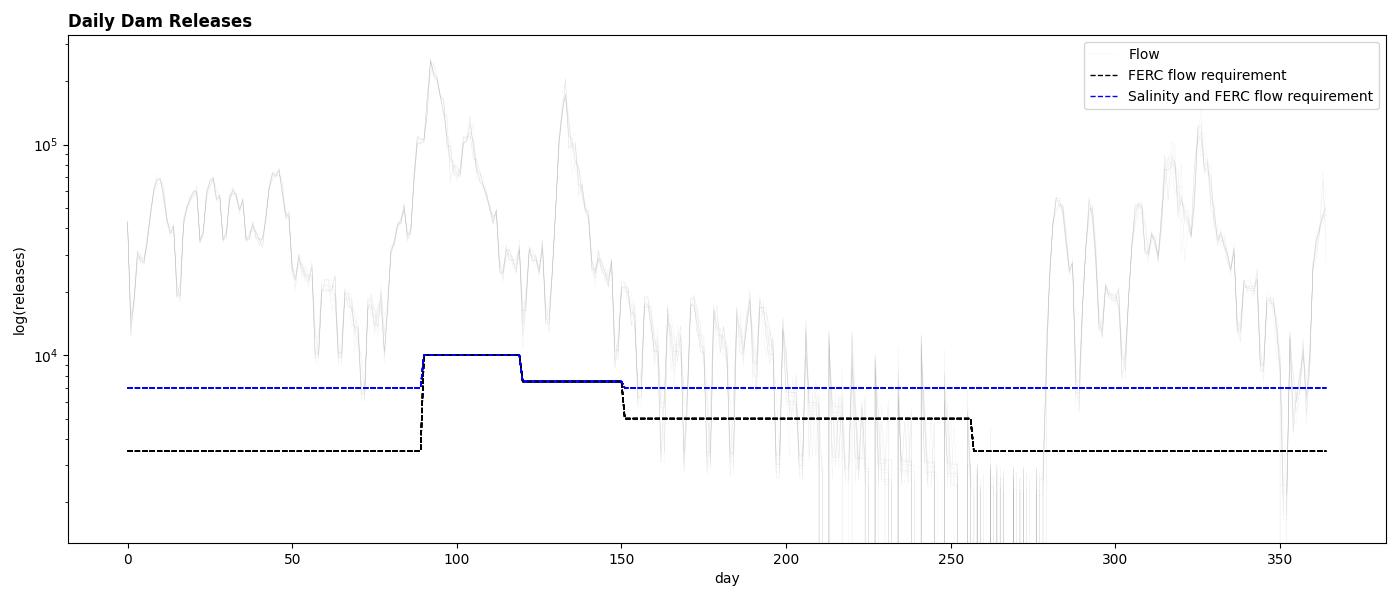 Daily Dam Releases
Flow
FERC flow requirement
Salinity and FERC flow requirement
log(releases)
10^5
10^4
0 50 100 150 200 250 300 350
day